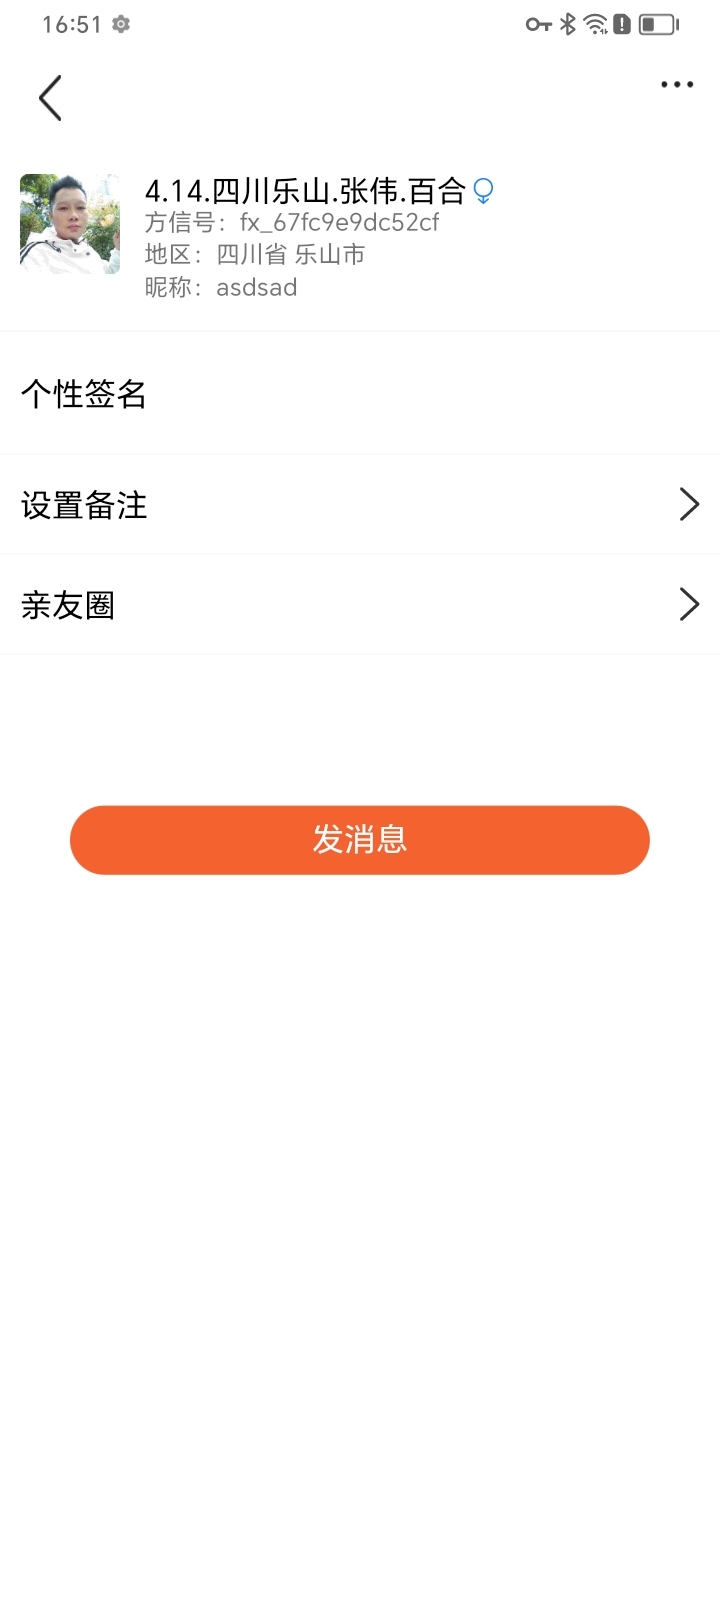 16:51
4.14.四川乐山.张伟.百合
方信号：fx_67fc9e9dc52cf
地区：四川省 乐山市
昵称：asdsad
个性签名
设置备注
亲友圈
发消息